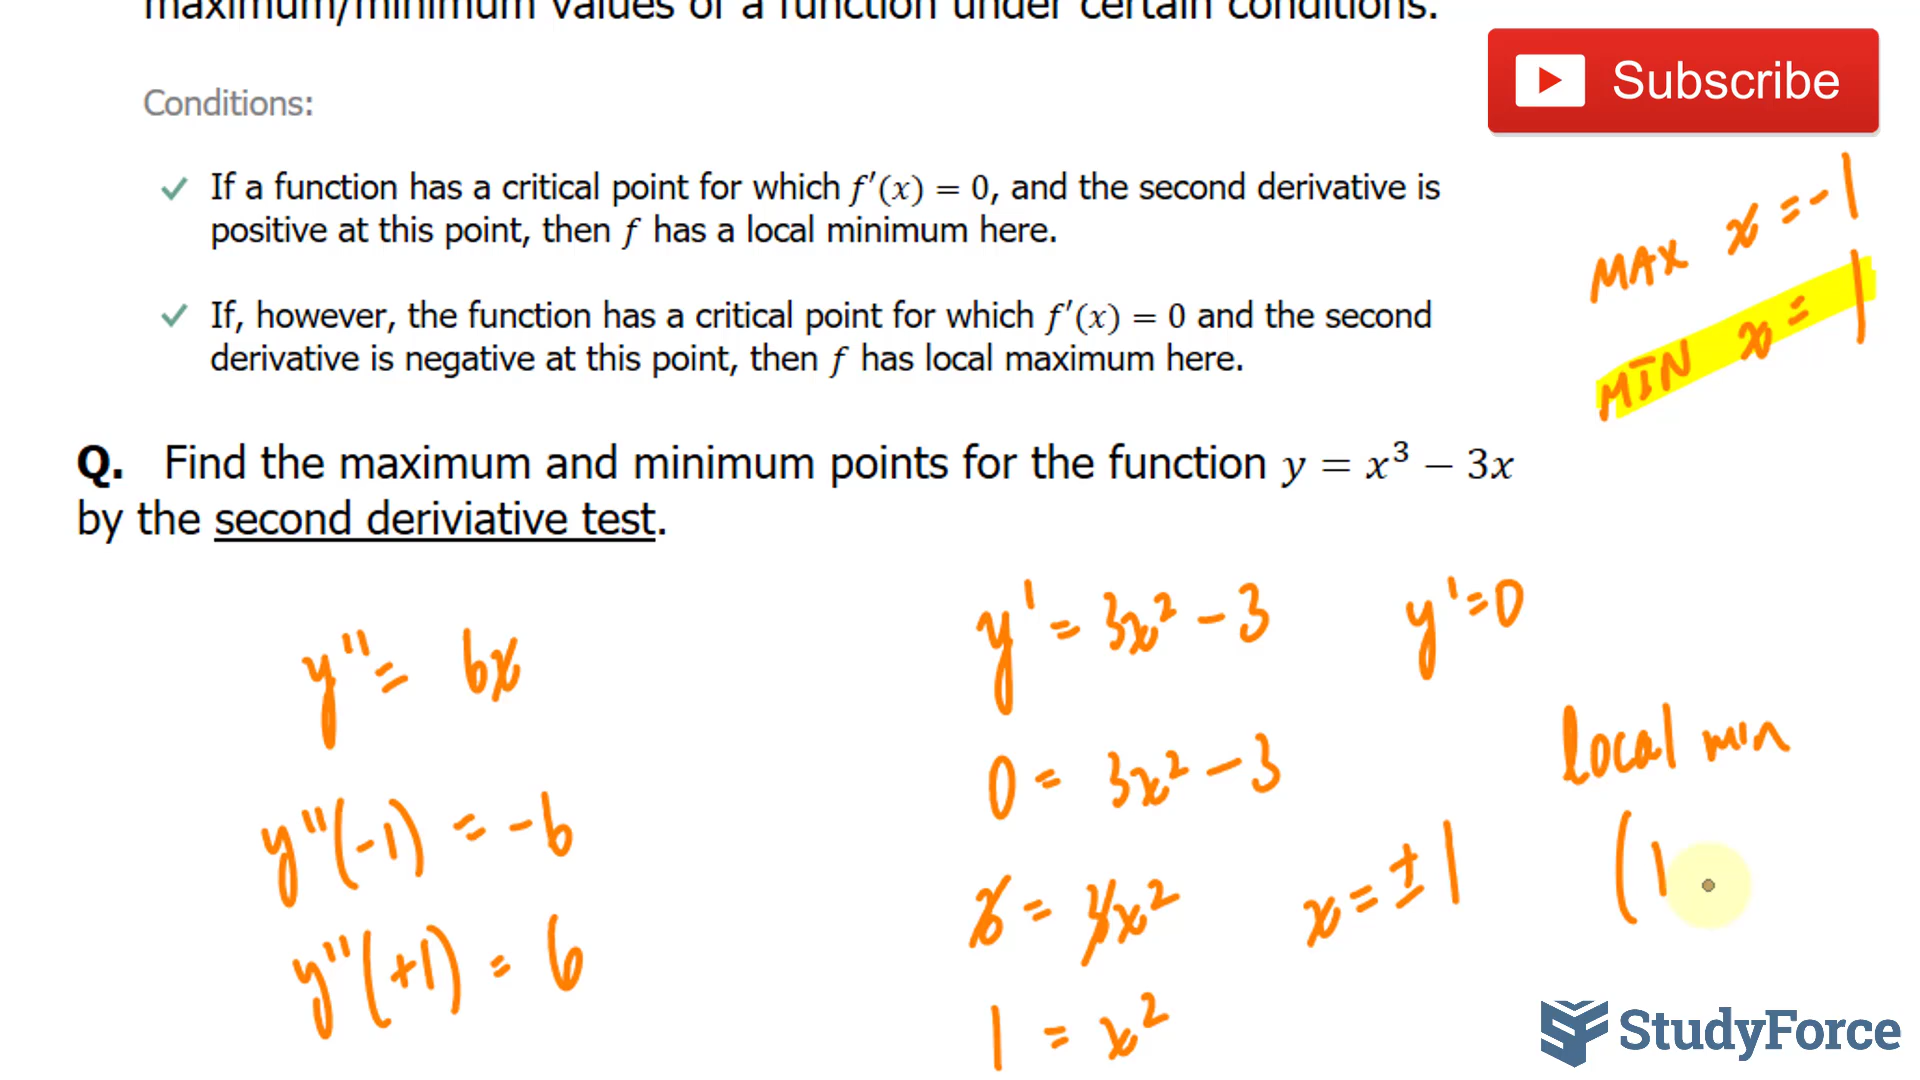 maximum/minimum values of a function under certain conditions.
Subscribe
Conditions:
If a function has a critical point for which f′(x) = 0, and the second derivative is
positive at this point, then f has a local minimum here.
If, however, the function has a critical point for which f′(x) = 0 and the second
derivative is negative at this point, then f has local maximum here.
MAX x = -1
MIN x = 1
Q. Find the maximum and minimum points for the function y = x³ − 3x
by the second deriviative test.
y'' = 6x
y''(-1) = -6
y''(+1) = 6
y' = 3x² - 3
y' = 0
0 = 3x² - 3
3 = 3x²
x = ±1
1 = x²
local min
(1
StudyForce